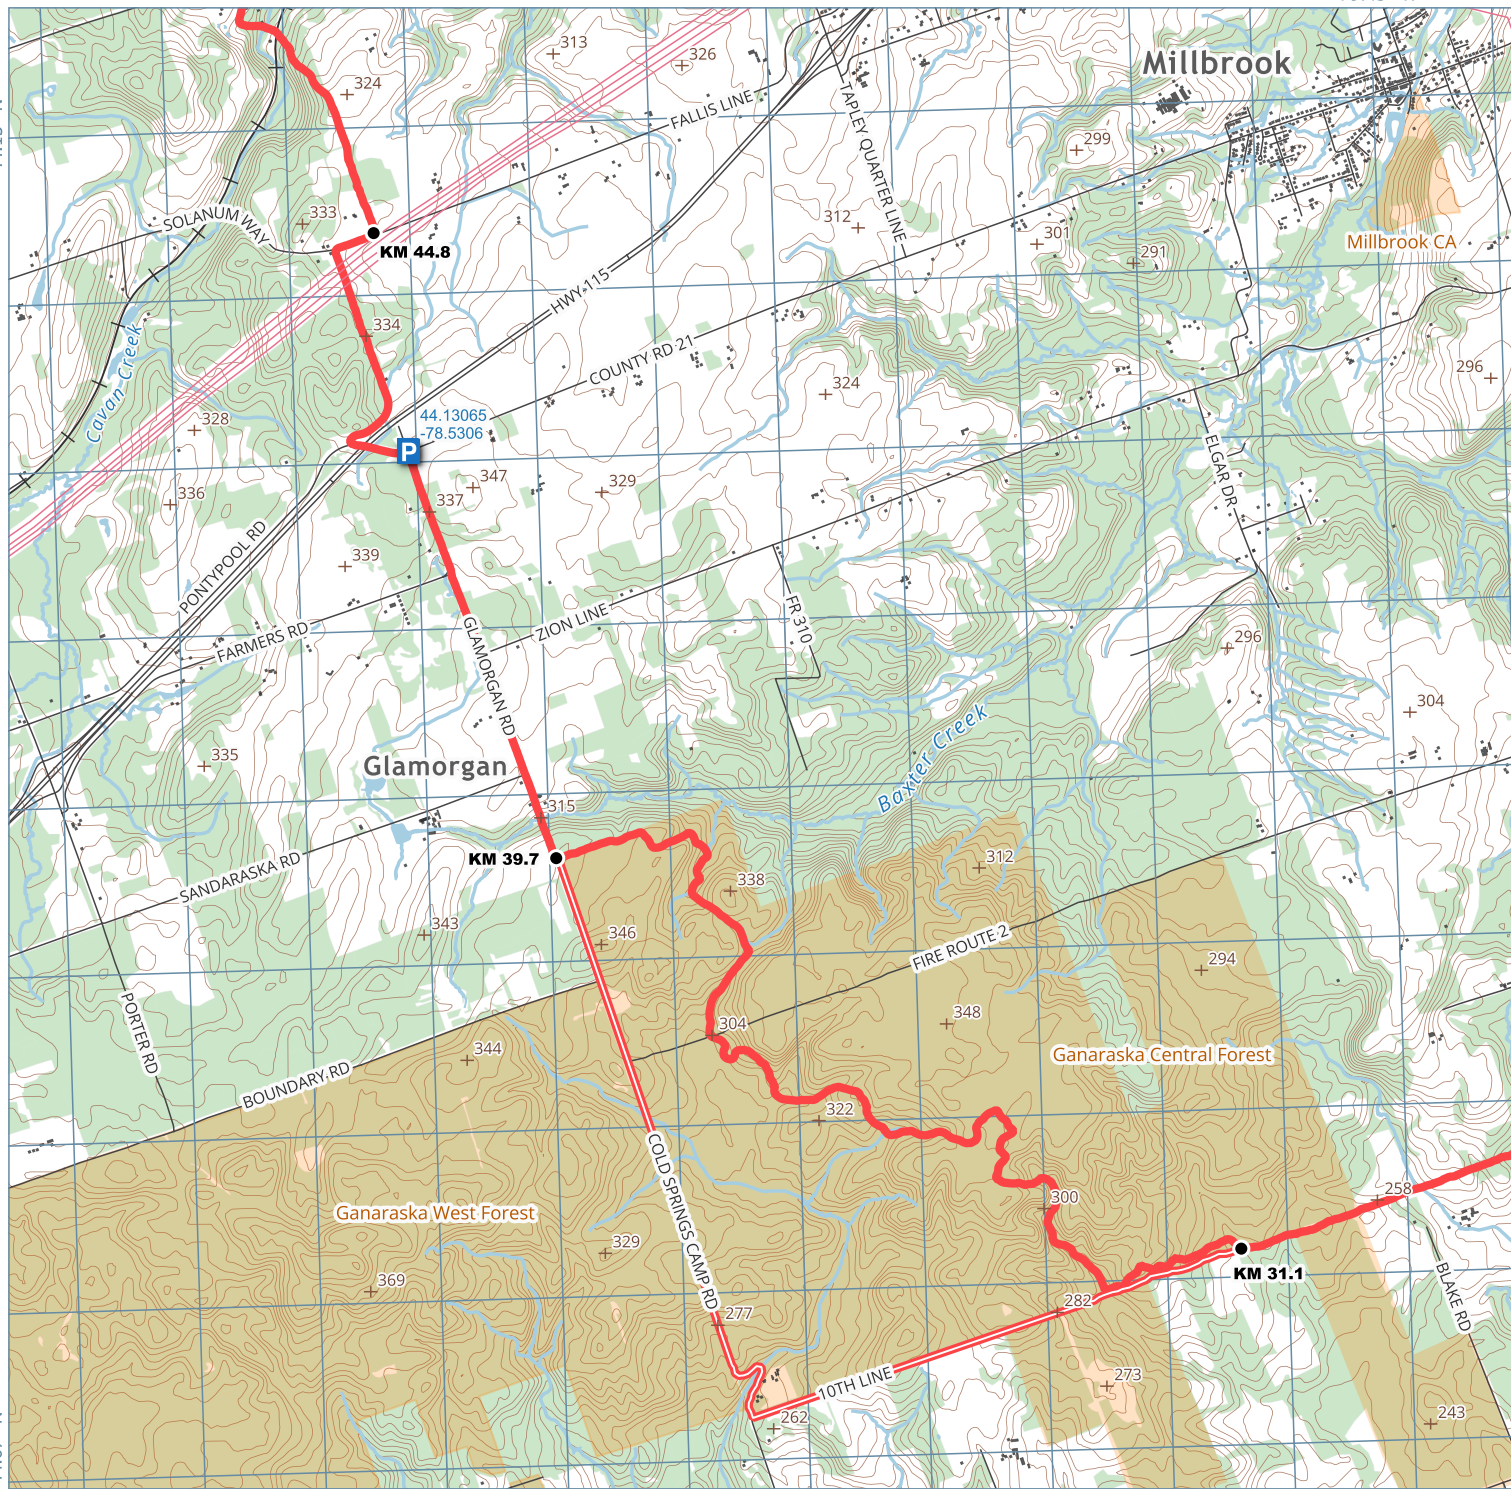 Millbrook
313
326
324
FALLIS LINE
TAPLEY QUARTER LINE
299
SOLANUM WAY
333
KM 44.8
312
301
291
Millbrook CA
HWY 115
334
Cavan Creek
COUNTY RD 21
324
296
328
44.13065
-78.5306
P
347
329
336
337
ELGAR DR
PONTYPOOL RD
339
FARMERS RD
ZION LINE
FR 310
296
GLAMORGAN RD
304
335
Glamorgan
Baxter Creek
315
KM 39.7
SANDARASKA RD
338
312
343
346
FIRE ROUTE 2
294
PORTER RD
304
348
344
Ganaraska Central Forest
BOUNDARY RD
322
COLD SPRINGS CAMP RD
Ganaraska West Forest
300
258
329
KM 31.1
369
282
277
BLAKE RD
10TH LINE
273
262
243